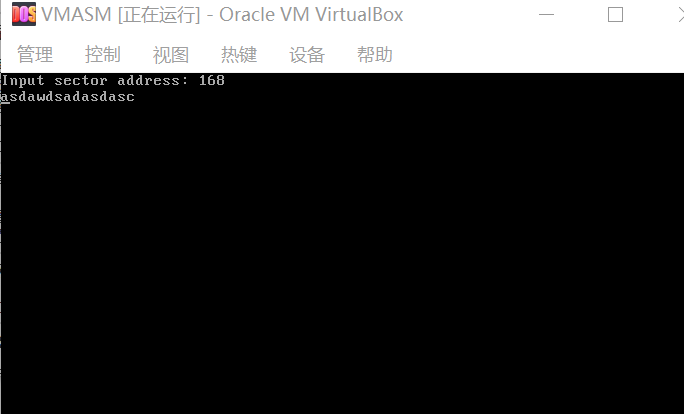 DOS VMASM [正在运行] - Oracle VM VirtualBox
管理 控制 视图 热键 设备 帮助
Input sector address: 168
asdawdsadasdasc